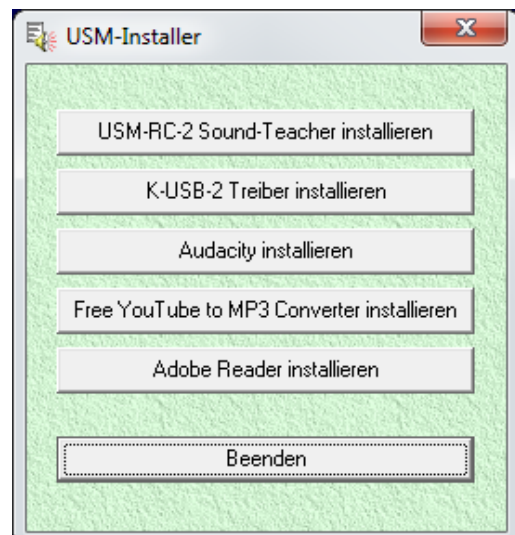 USM-Installer
USM-RC-2 Sound-Teacher installieren
K-USB-2 Treiber installieren
Audacity installieren
Free YouTube to MP3 Converter installieren
Adobe Reader installieren
Beenden